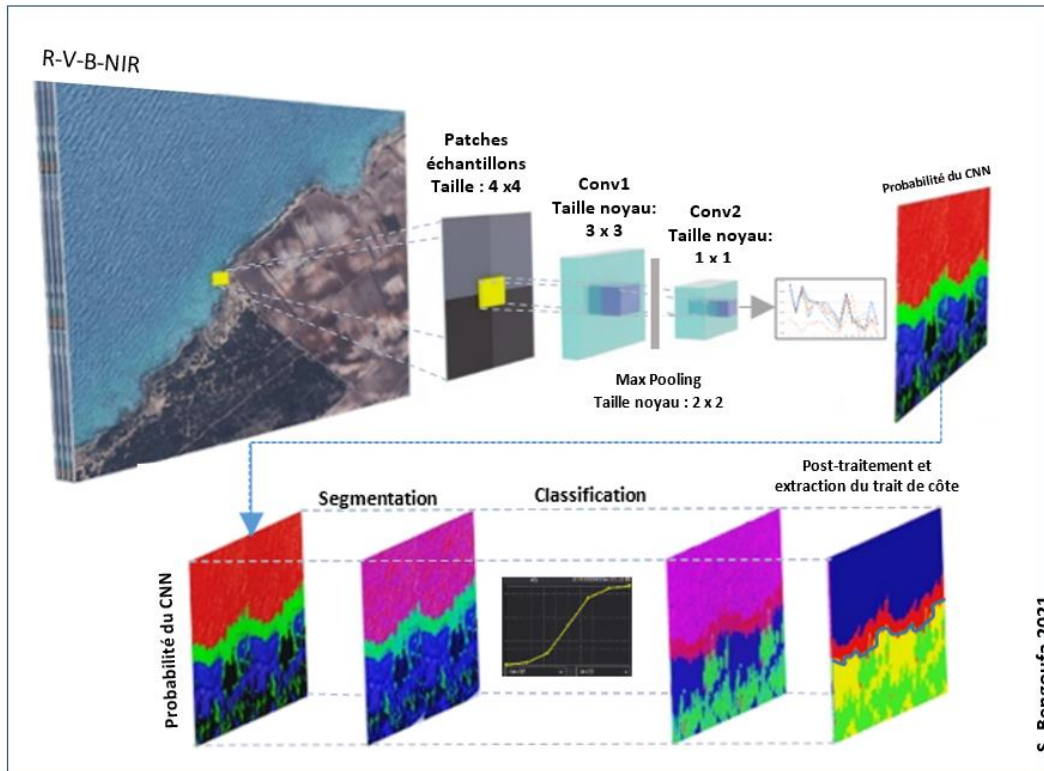 R-V-B-NIR
Patches
échantillons
Taille : 4 x4
Conv1
Taille noyau:
3 x 3
Conv2
Taille noyau:
1 x 1
Probabilité du CNN
Max Pooling
Taille noyau : 2 x 2
Segmentation
Classification
Post-traitement et
extraction du trait de côte
Probabilité du CNN
S. Bengoufa 2021